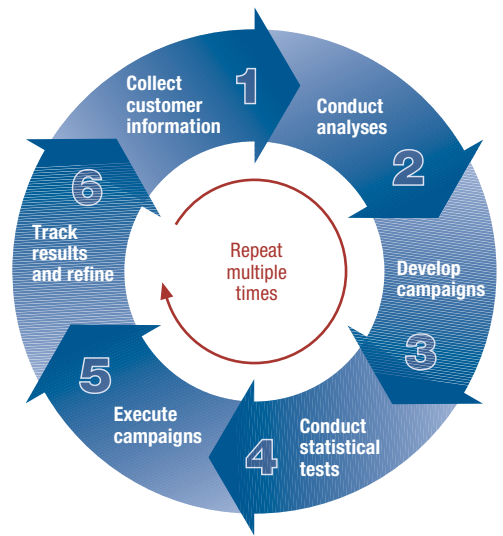 1
Collect
customer
information
2
Conduct
analyses
3
Develop
campaigns
4
Conduct
statistical
tests
5
Execute
campaigns
6
Track
results
and refine
Repeat
multiple
times